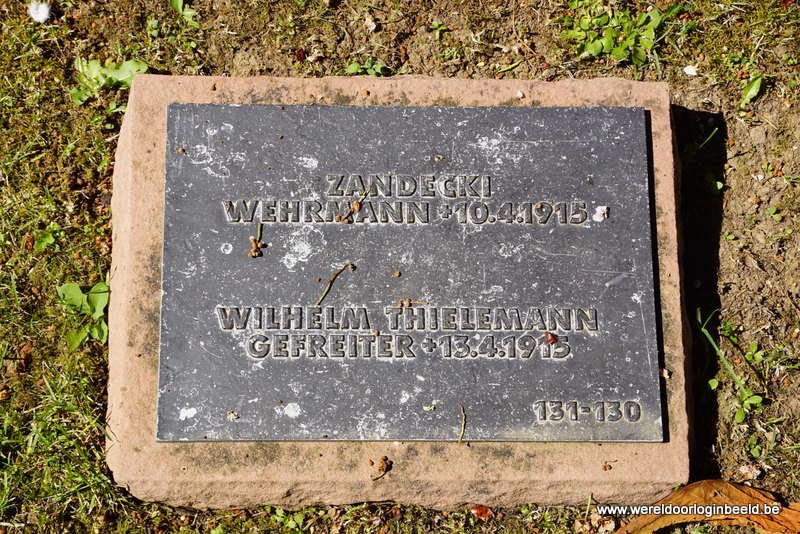 ZANDECKI
WEHRMANN +10.4.1915
WILHELM THIELEMANN
GEFREITER +13.4.1915
131-130
www.wereldoorloginbeeld.be